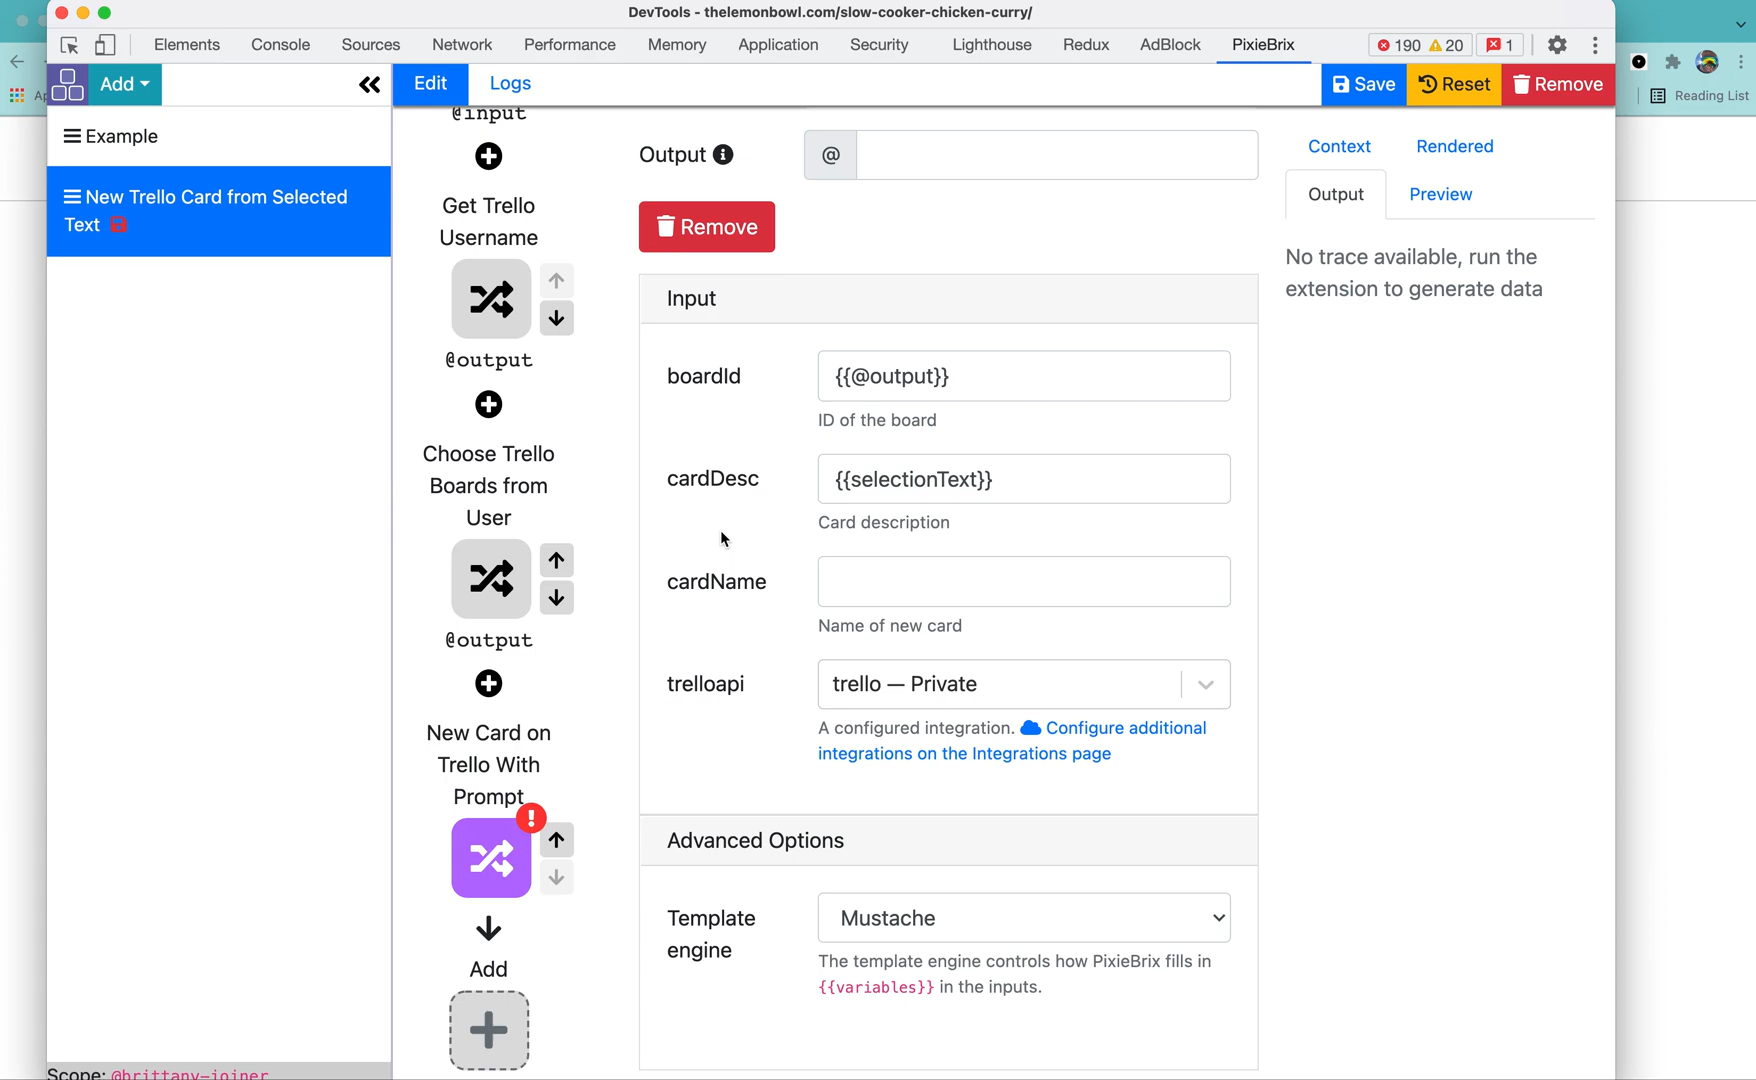 DevTools - thelemonbowl.com/slow-cooker-chicken-curry/
Elements Console Sources Network Performance Memory Application Security Lighthouse Redux AdBlock PixieBrix 190 20 1
Add Edit Logs Save Reset Remove
Reading List
Example
New Trello Card from Selected
Text
Scope: @brittany-joiner
@input
Get Trello
Username
@output
Choose Trello
Boards from
User
@output
New Card on
Trello With
Prompt
!
Add
Output @
Remove
Input
boardId {{@output}}
ID of the board
cardDesc {{selectionText}}
Card description
cardName
Name of new card
trelloapi trello — Private
A configured integration. Configure additional
integrations on the Integrations page
Advanced Options
Template
engine
Mustache
The template engine controls how PixieBrix fills in
{{variables}} in the inputs.
Context Rendered
Output Preview
No trace available, run the
extension to generate data